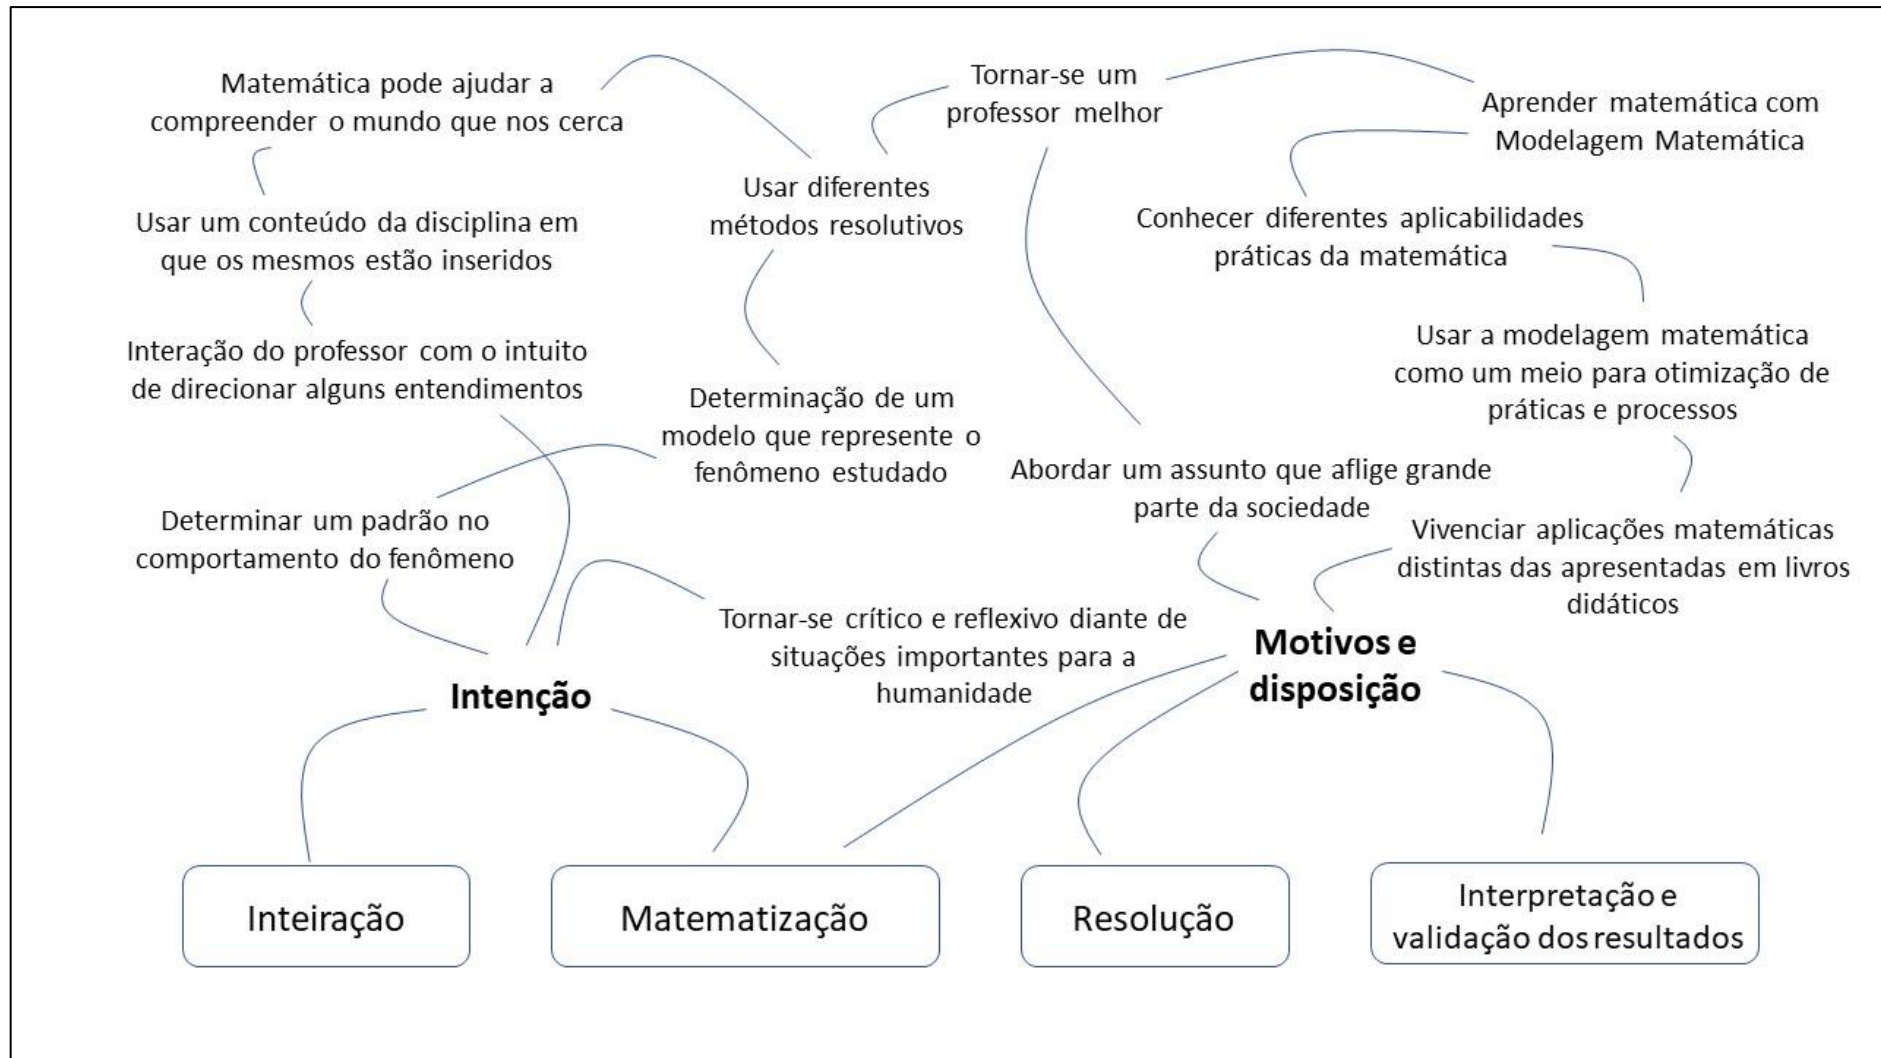 Matemática pode ajudar a
compreender o mundo que nos cerca
Tornar-se um
professor melhor
Aprender matemática com
Modelagem Matemática
Usar diferentes
métodos resolutivos
Usar um conteúdo da disciplina em
que os mesmos estão inseridos
Conhecer diferentes aplicabilidades
práticas da matemática
Interação do professor com o intuito
de direcionar alguns entendimentos
Usar a modelagem matemática
como um meio para otimização de
práticas e processos
Determinação de um
modelo que represente o
fenômeno estudado
Abordar um assunto que aflige grande
parte da sociedade
Determinar um padrão no
comportamento do fenômeno
Vivenciar aplicações matemáticas
distintas das apresentadas em livros
didáticos
Tornar-se crítico e reflexivo diante de
situações importantes para a
humanidade
Motivos e
disposição
Intenção
Inteiração
Matematização
Resolução
Interpretação e
validação dos resultados